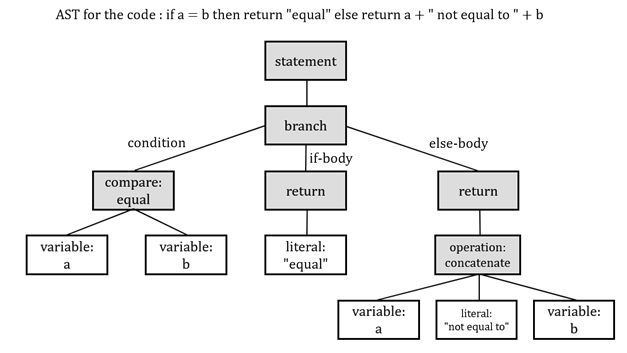 AST for the code : if a = b then return "equal" else return a + " not equal to " + b
statement
branch
condition
if-body
else-body
compare:
equal
return
return
variable:
a
variable:
b
literal:
"equal"
operation:
concatenate
variable:
a
literal:
"not equal to"
variable:
b